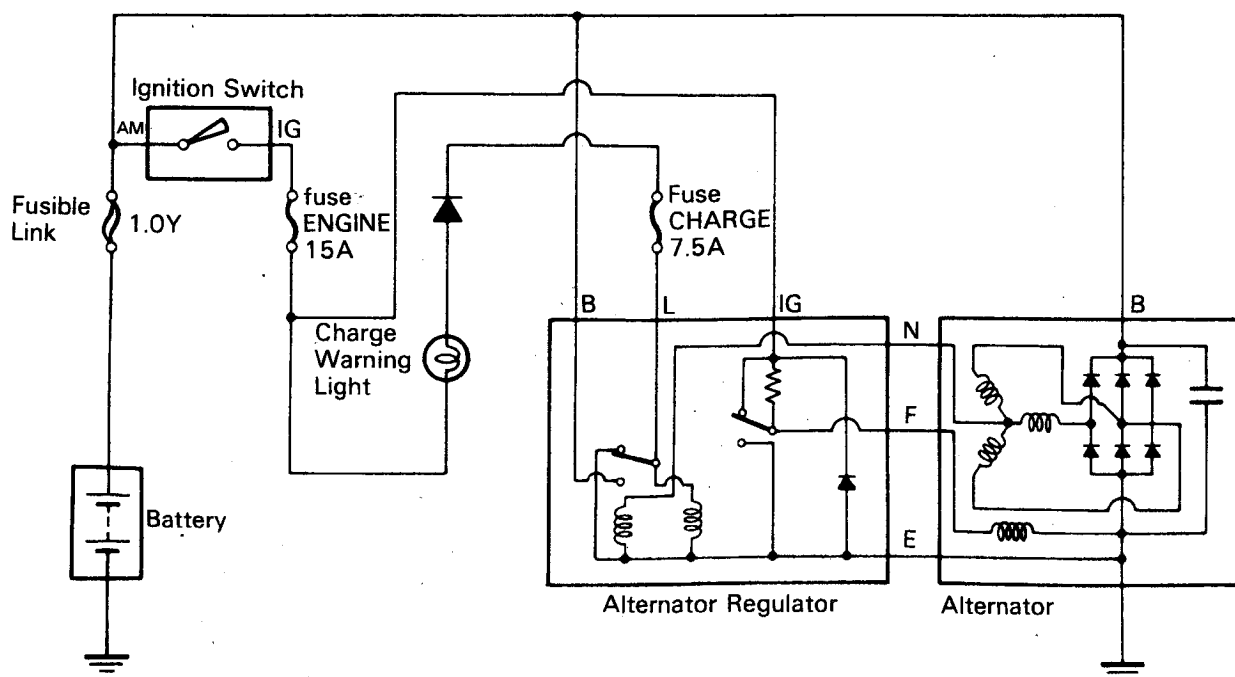 Ignition Switch
AM
IG
Fusible
Link
1.0Y
fuse
ENGINE
15A
Fuse
CHARGE
7.5A
Charge
Warning
Light
Battery
B
L
IG
N
F
E
B
Alternator Regulator
Alternator